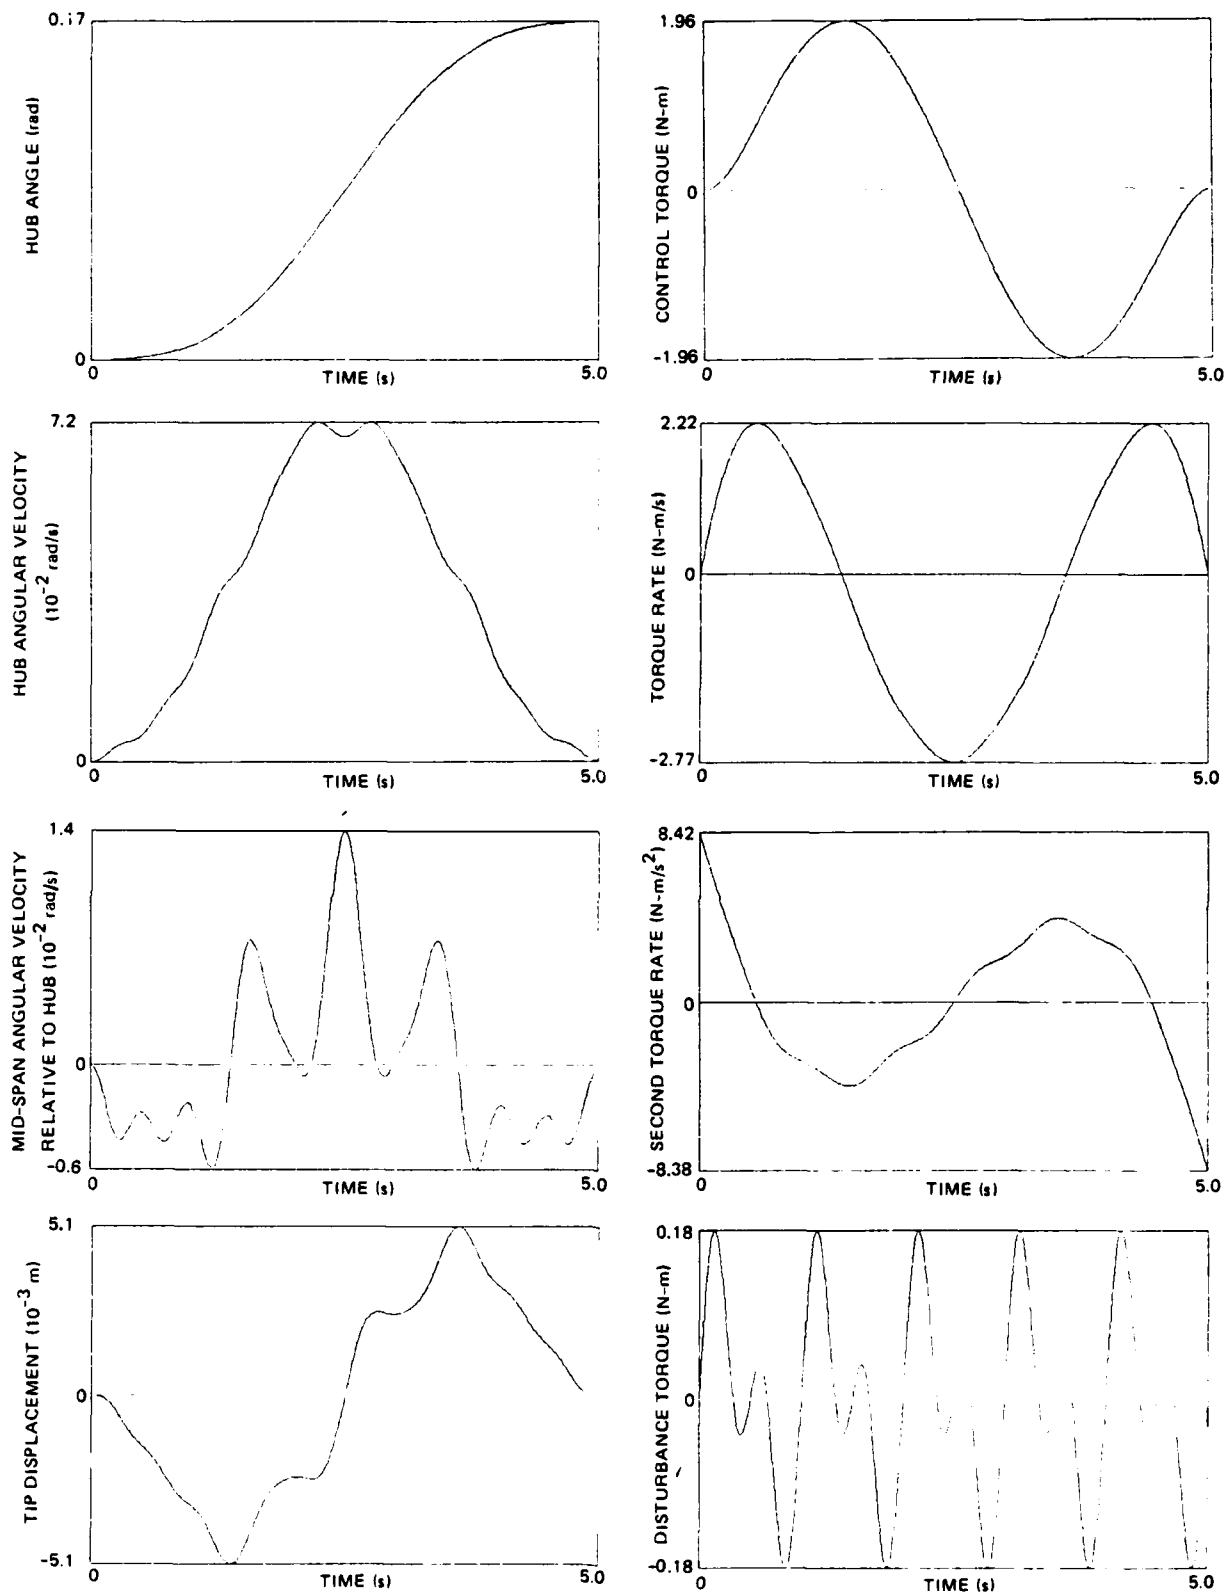 0.17
HUB ANGLE (rad)
0
0
TIME (s)
5.0
1.96
CONTROL TORQUE (N-m)
0
-1.96
0
TIME (s)
5.0
7.2
HUB ANGULAR VELOCITY
(10⁻² rad/s)
0
0
TIME (s)
5.0
2.22
TORQUE RATE (N-m/s)
0
-2.77
0
TIME (s)
5.0
1.4
MID-SPAN ANGULAR VELOCITY
RELATIVE TO HUB (10⁻² rad/s)
0
-0.6
0
TIME (s)
5.0
8.42
SECOND TORQUE RATE (N-m/s²)
0
-8.38
0
TIME (s)
5.0
5.1
TIP DISPLACEMENT (10⁻³ m)
0
-5.1
0
TIME (s)
5.0
0.18
DISTURBANCE TORQUE (N-m)
0
-0.18
0
TIME (s)
5.0